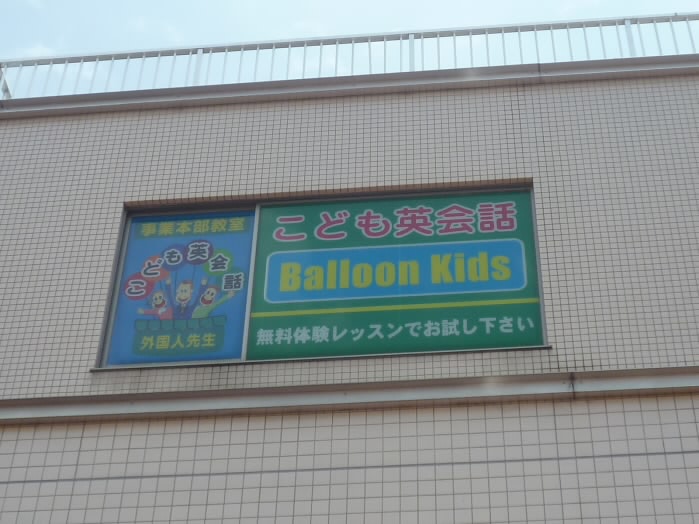 事業本部教室
こども英会話
外国人先生
こども英会話
Balloon Kids
無料体験レッスンでお試し下さい